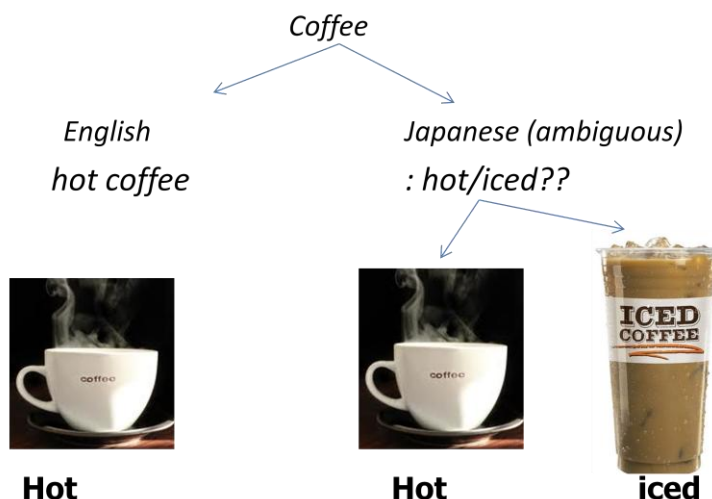 Coffee
English
hot coffee
Japanese (ambiguous)
: hot/iced??
coffee
Hot
coffee
Hot
ICED
COFFEE
iced